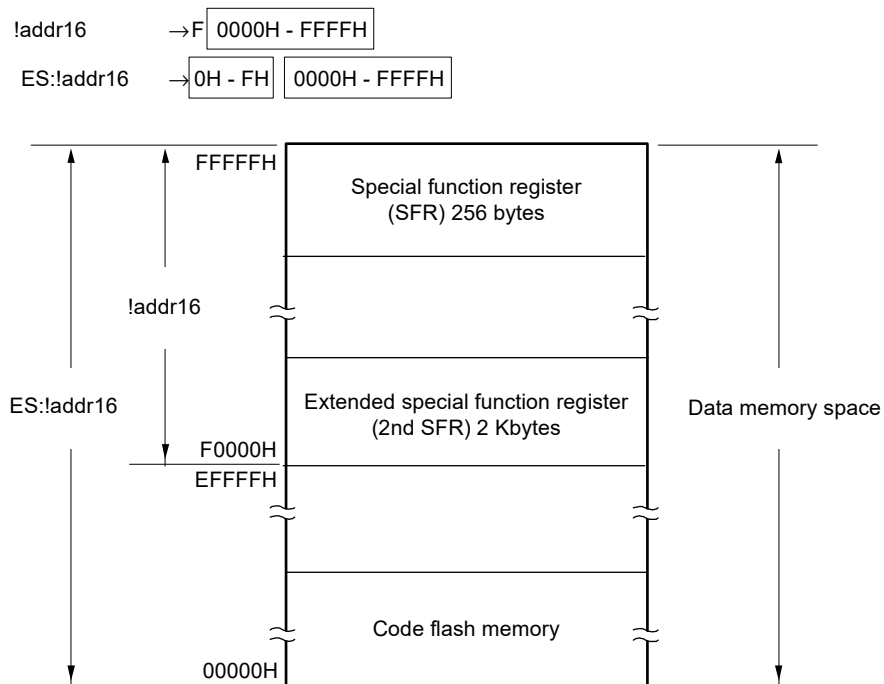 !addr16 →F 0000H - FFFFH
ES:!addr16 →0H - FH 0000H - FFFFH
FFFFFH
Special function register
(SFR) 256 bytes
!addr16
ES:!addr16
Extended special function register
(2nd SFR) 2 Kbytes
Data memory space
F0000H
EFFFFH
Code flash memory
00000H